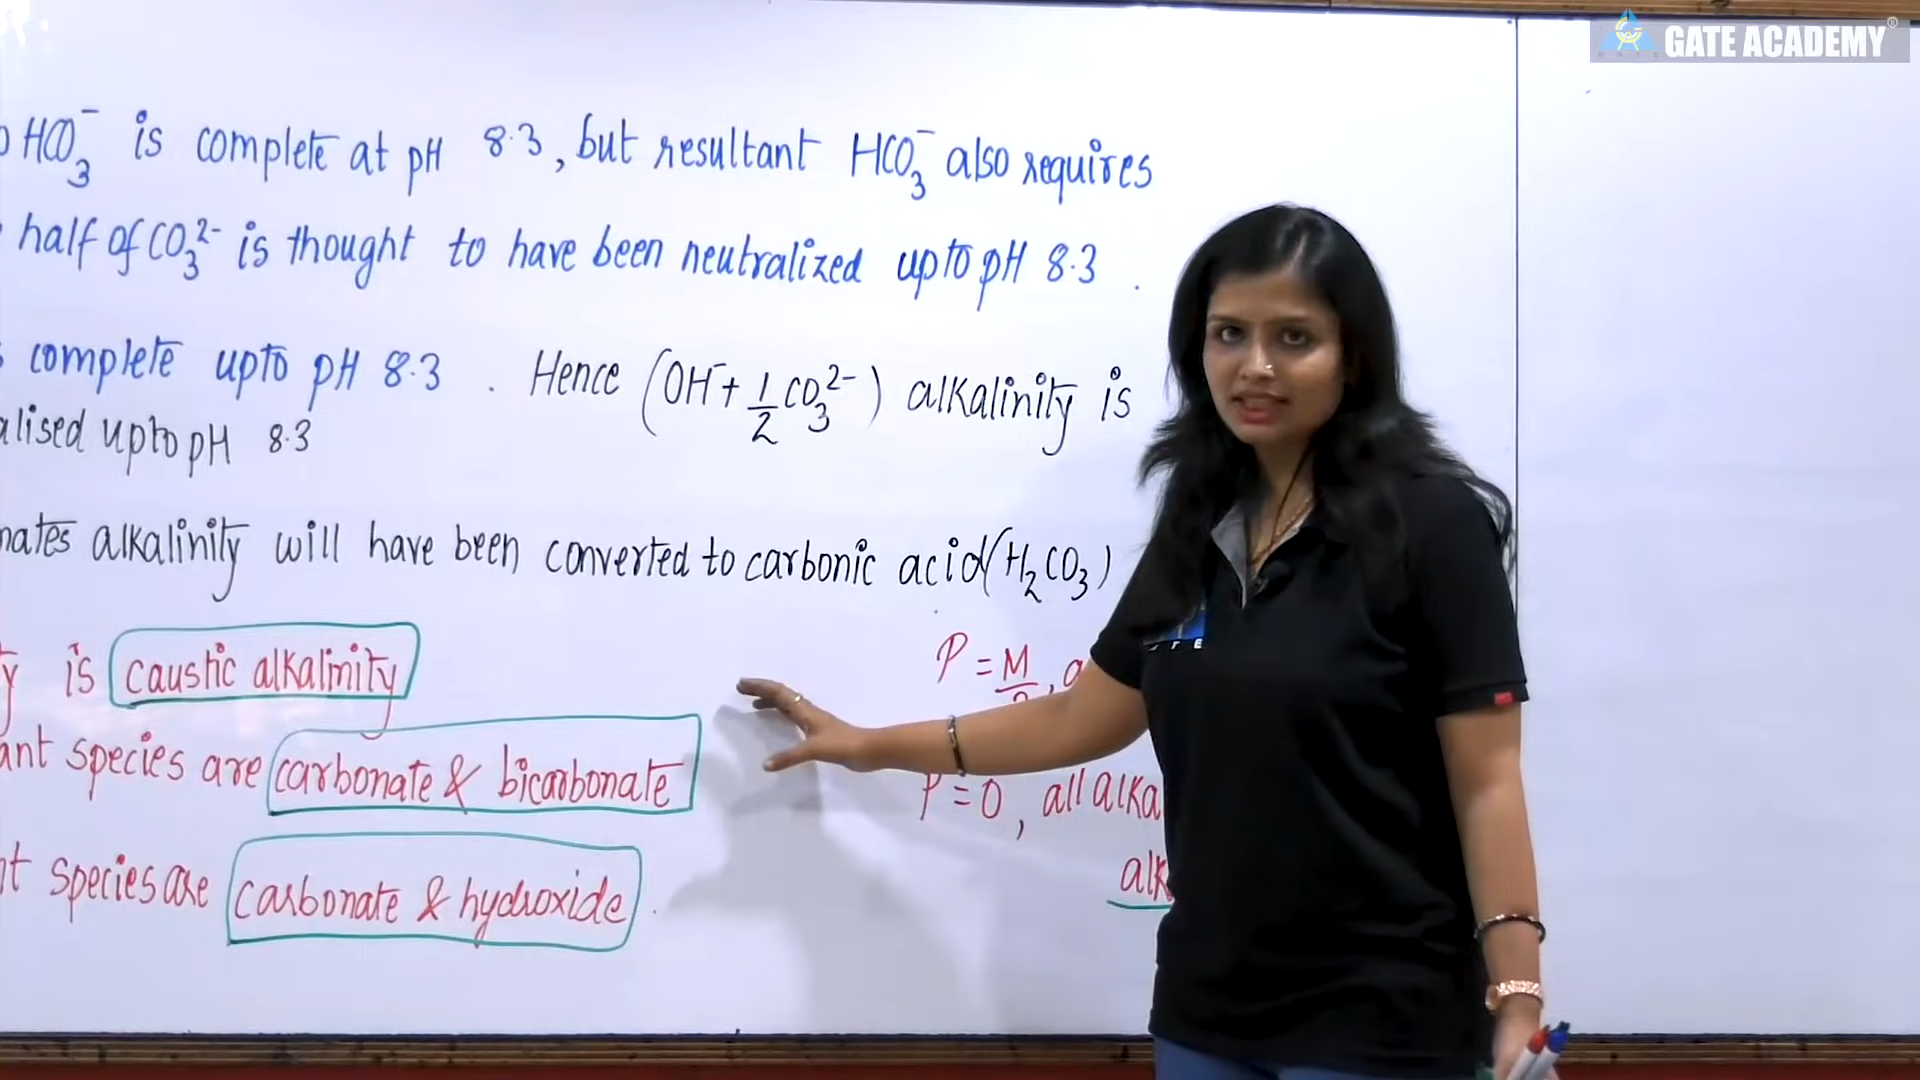 GATE ACADEMY
HCO₃⁻ is complete at pH 8.3, but resultant HCO₃⁻ also requires
half of CO₃²⁻ is thought to have been neutralized upto pH 8.3.
complete upto pH 8.3. Hence (OH⁻+ 1/2 CO₃²⁻) alkalinity is
alised upto pH 8.3
nates alkalinity will have been converted to carbonic acid (H₂CO₃)
y is caustic alkalinity
P = M
ant species are carbonate & bicarbonate
P = 0, all alka
alk
t species are carbonate & hydroxide.